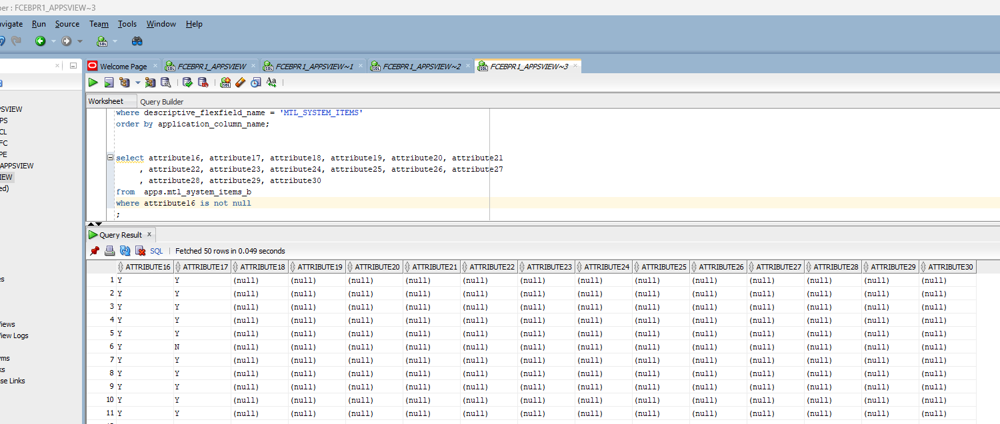 per : FCEBPR1_APPSVIEW~3
avigate Run Source Team Tools Window Help
Welcome Page FCEBPR1_APPSVIEW FCEBPR1_APPSVIEW~1 FCEBPR1_APPSVIEW~2 FCEBPR1_APPSVIEW~3
Worksheet Query Builder
PSVIEW
PS
CL
FC
PE
APPSVIEW
IEW
ed)
es
Views
View Logs
yms
ks
se Links
where descriptive_flexfield_name = 'MTL_SYSTEM_ITEMS'
order by application_column_name;
select attribute16, attribute17, attribute18, attribute19, attribute20, attribute21
, attribute22, attribute23, attribute24, attribute25, attribute26, attribute27
, attribute28, attribute29, attribute30
from apps.mtl_system_items_b
where attribute16 is not null
;
Query Result x
SQL | Fetched 50 rows in 0.049 seconds
ATTRIBUTE16 ATTRIBUTE17 ATTRIBUTE18 ATTRIBUTE19 ATTRIBUTE20 ATTRIBUTE21 ATTRIBUTE22 ATTRIBUTE23 ATTRIBUTE24 ATTRIBUTE25 ATTRIBUTE26 ATTRIBUTE27 ATTRIBUTE28 ATTRIBUTE29 ATTRIBUTE30
1 Y Y (null) (null) (null) (null) (null) (null) (null) (null) (null) (null) (null) (null) (null)
2 Y Y (null) (null) (null) (null) (null) (null) (null) (null) (null) (null) (null) (null) (null)
3 Y Y (null) (null) (null) (null) (null) (null) (null) (null) (null) (null) (null) (null) (null)
4 Y Y (null) (null) (null) (null) (null) (null) (null) (null) (null) (null) (null) (null) (null)
5 Y Y (null) (null) (null) (null) (null) (null) (null) (null) (null) (null) (null) (null) (null)
6 Y N (null) (null) (null) (null) (null) (null) (null) (null) (null) (null) (null) (null) (null)
7 Y Y (null) (null) (null) (null) (null) (null) (null) (null) (null) (null) (null) (null) (null)
8 Y Y (null) (null) (null) (null) (null) (null) (null) (null) (null) (null) (null) (null) (null)
9 Y Y (null) (null) (null) (null) (null) (null) (null) (null) (null) (null) (null) (null) (null)
10 Y Y (null) (null) (null) (null) (null) (null) (null) (null) (null) (null) (null) (null) (null)
11 Y Y (null) (null) (null) (null) (null) (null) (null) (null) (null) (null) (null) (null) (null)